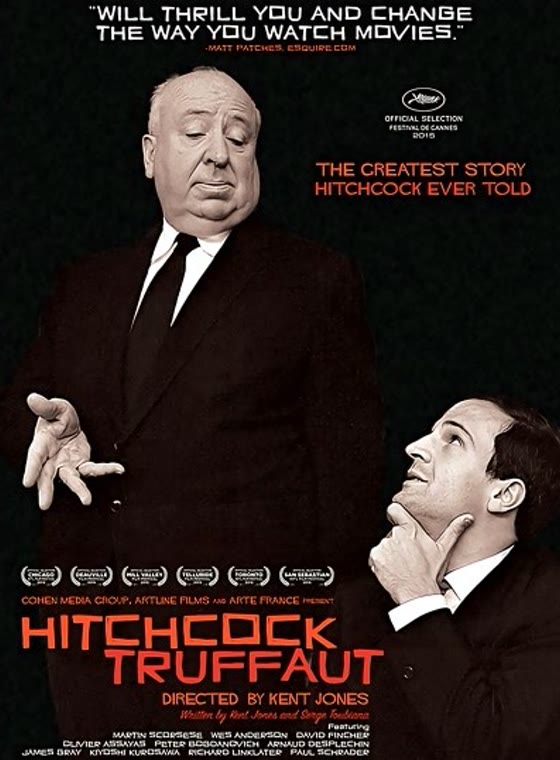 "WILL THRILL YOU AND CHANGE
THE WAY YOU WATCH MOVIES."
-MATT PATCHES, ESQUIRE.COM
OFFICIAL SELECTION
FESTIVAL DE CANNES
2015
THE GREATEST STORY
HITCHCOCK EVER TOLD
CHICAGO
DEAUVILLE
MILL VALLEY
TELLURIDE
TORONTO
SAN SEBASTIAN
COHEN MEDIA GROUP, ARTLINE FILMS AND ARTE FRANCE PRESENT
HITCHCOCK
TRUFFAUT
DIRECTED BY KENT JONES
Written by Kent Jones and Serge Toubiana
Featuring
MARTIN SCORSESE WES ANDERSON DAVID FINCHER
OLIVIER ASSAYAS PETER BOGDANOVICH ARNAUD DESPLECHIN
JAMES GRAY KIYOSHI KUROSAWA RICHARD LINKLATER PAUL SCHRADER